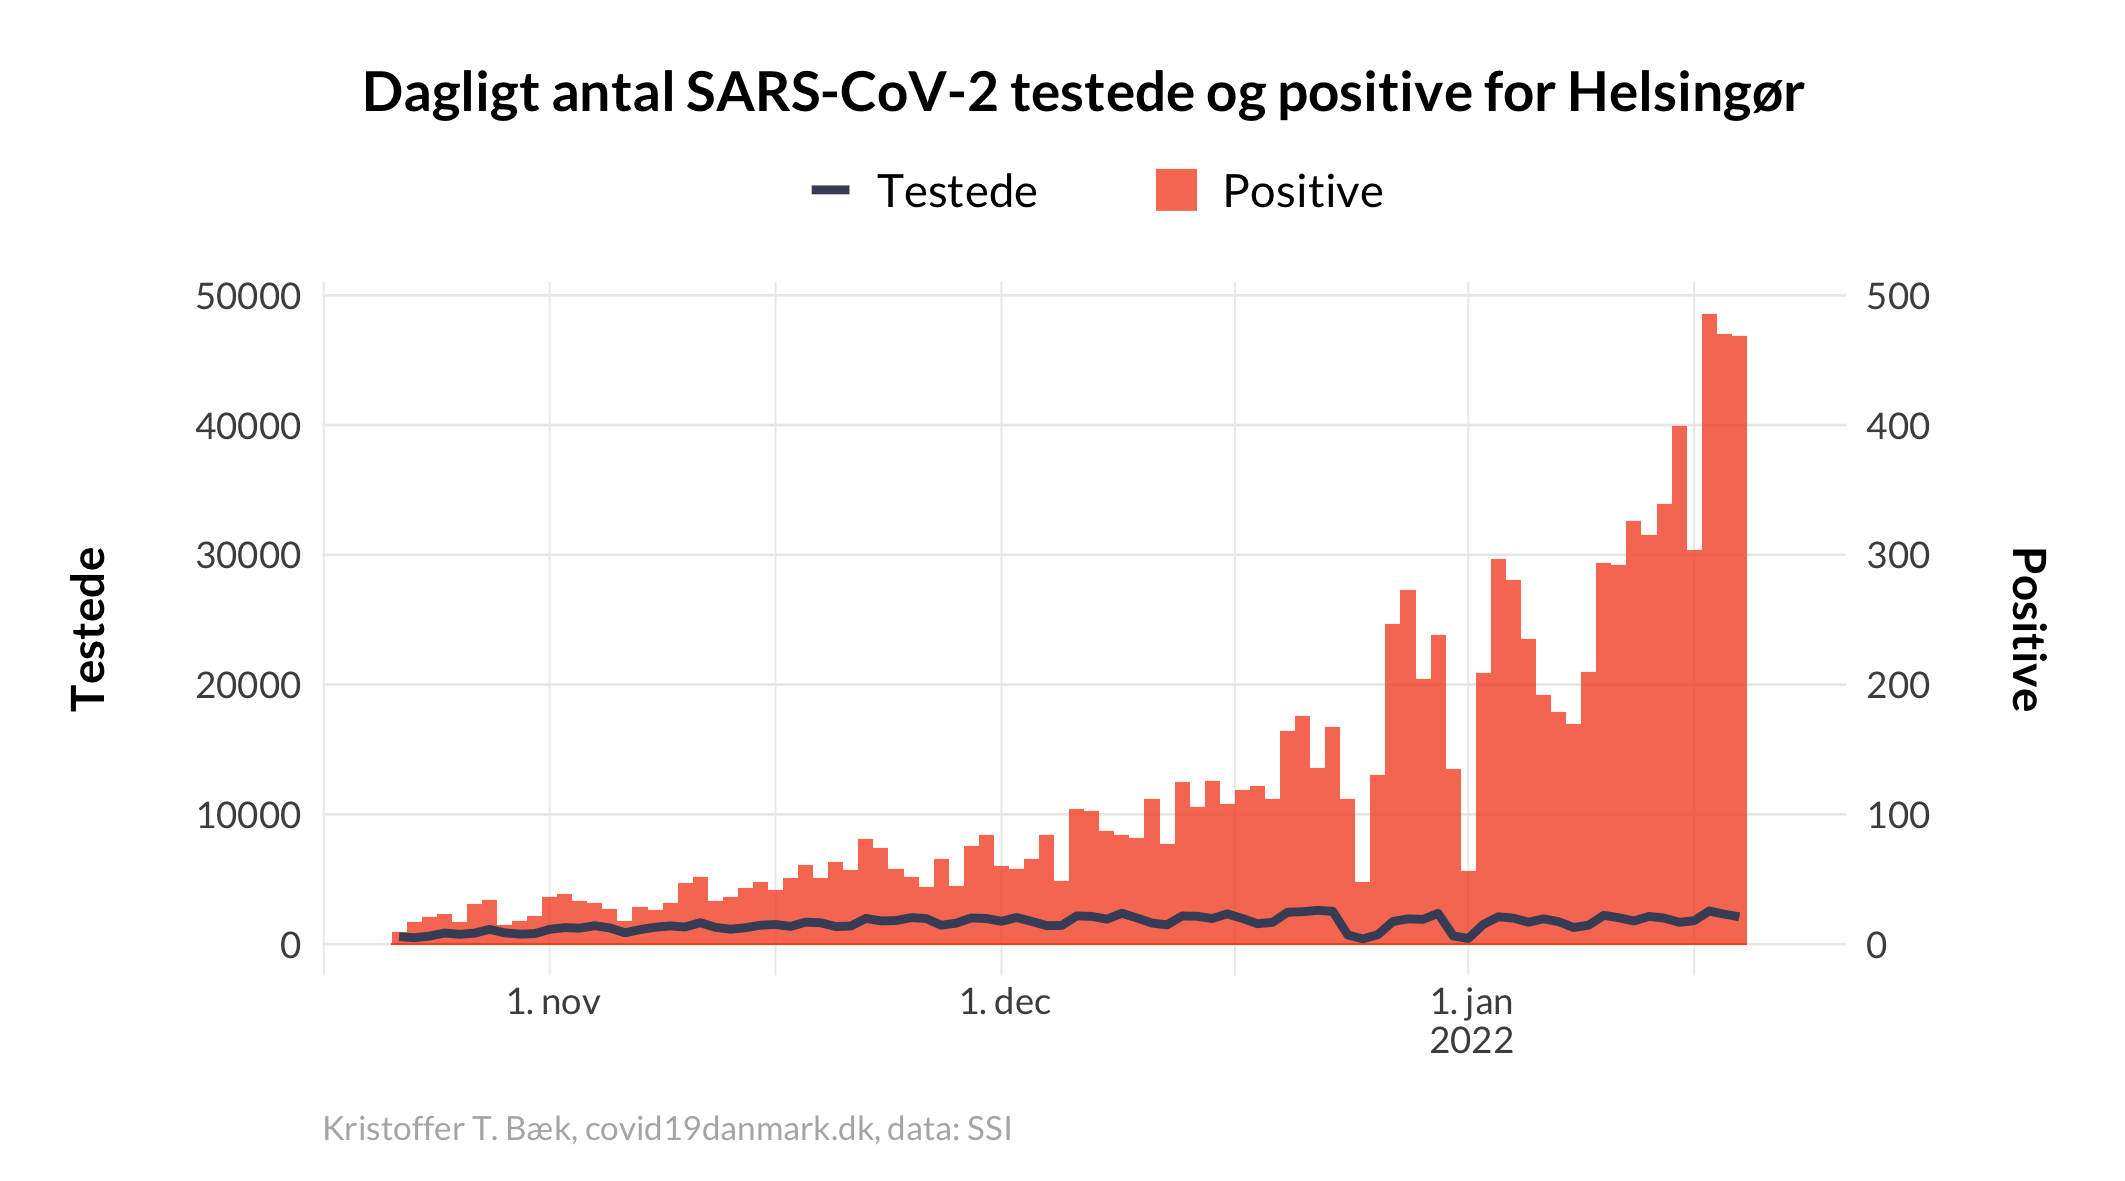 Dagligt antal SARS-CoV-2 testede og positive for Helsingør
Testede Positive
50000 500
40000 400
30000 300
20000 200
10000 100
0 0
Testede
Positive
1. nov 1. dec 1. jan
2022
Kristoffer T. Bæk, covid19danmark.dk, data: SSI